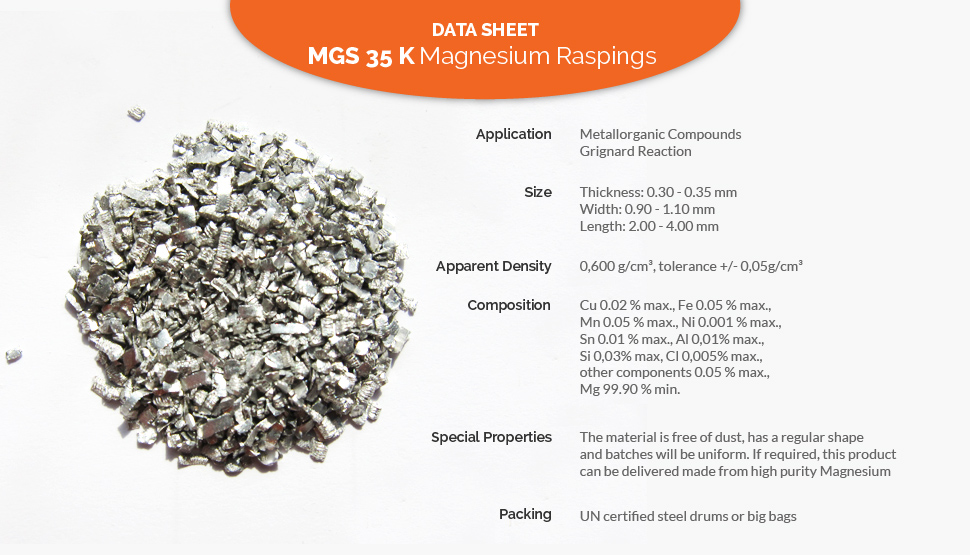 DATA SHEET
MGS 35 K Magnesium Raspings
Application
Metallorganic Compounds
Grignard Reaction
Size
Thickness: 0.30 - 0.35 mm
Width: 0.90 - 1.10 mm
Length: 2.00 - 4.00 mm
Apparent Density
0,600 g/cm³, tolerance +/- 0,05g/cm³
Composition
Cu 0.02 % max., Fe 0.05 % max.,
Mn 0.05 % max., Ni 0.001 % max.,
Sn 0.01 % max., Al 0,01% max.,
Si 0,03% max, Cl 0,005% max.,
other components 0.05 % max.,
Mg 99.90 % min.
Special Properties
The material is free of dust, has a regular shape
and batches will be uniform. If required, this product
can be delivered made from high purity Magnesium
Packing
UN certified steel drums or big bags